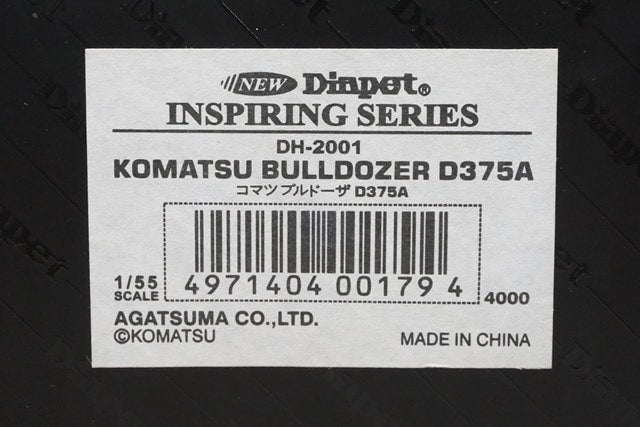 NEW Diapet®
INSPIRING SERIES
DH-2001
KOMATSU BULLDOZER D375A
コマツ ブルドーザ D375A
1/55
SCALE
4971404 00179 4
4000
AGATSUMA CO.,LTD.
©KOMATSU
MADE IN CHINA